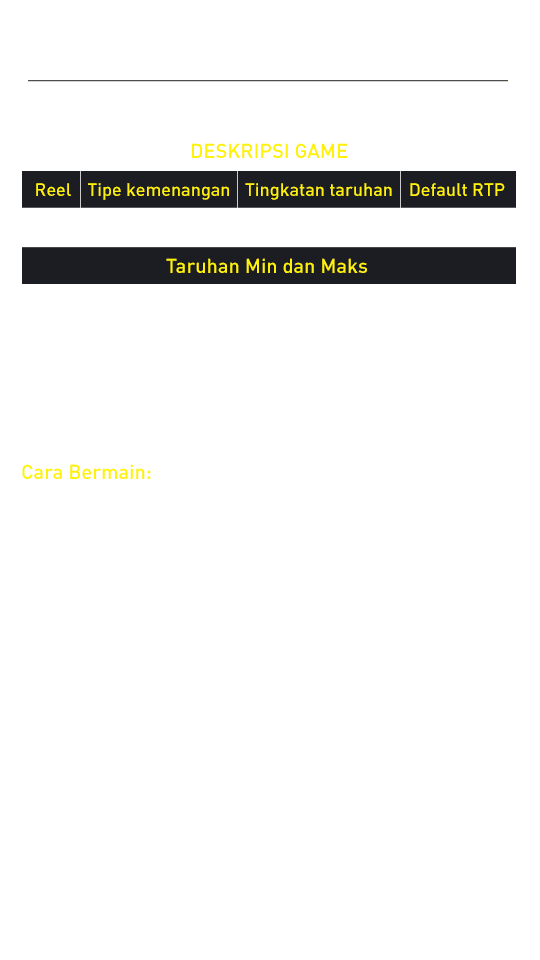 DESKRIPSI GAME
Reel Tipe kemenangan Tingkatan taruhan Default RTP
Taruhan Min dan Maks
Cara Bermain: